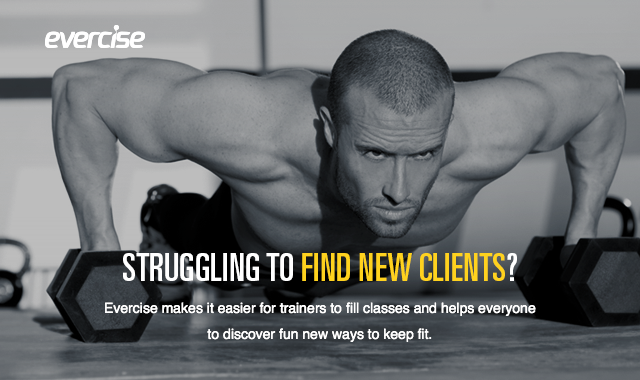 evercise
STRUGGLING TO FIND NEW CLIENTS?
Evercise makes it easier for trainers to fill classes and helps everyone
to discover fun new ways to keep fit.